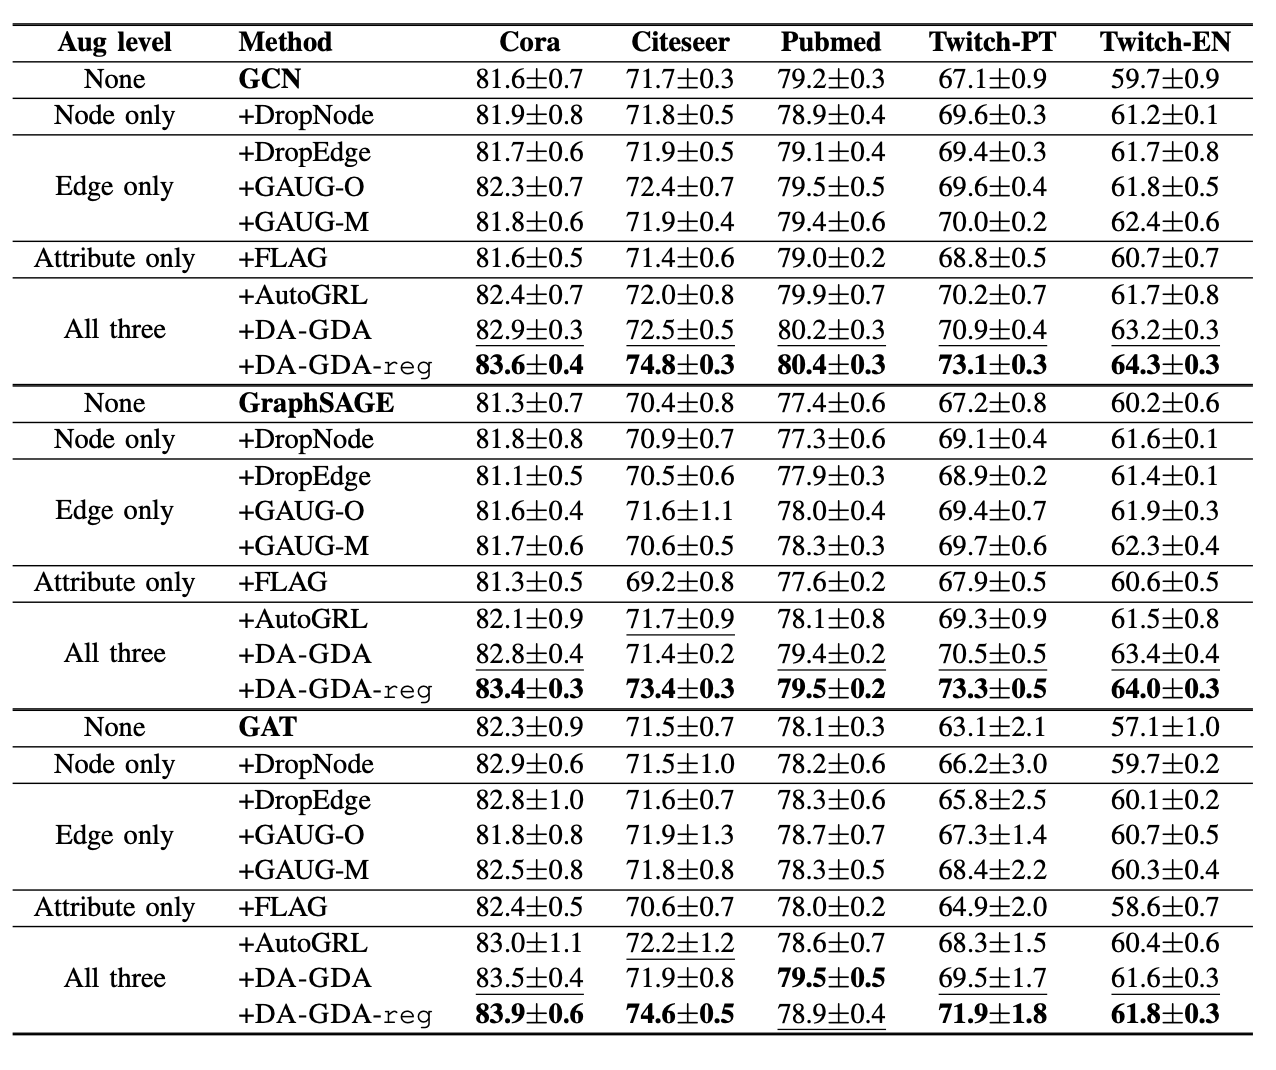 Aug level Method Cora Citeseer Pubmed Twitch-PT Twitch-EN
None GCN 81.6±0.7 71.7±0.3 79.2±0.3 67.1±0.9 59.7±0.9
Node only +DropNode 81.9±0.8 71.8±0.5 78.9±0.4 69.6±0.3 61.2±0.1
+DropEdge 81.7±0.6 71.9±0.5 79.1±0.4 69.4±0.3 61.7±0.8
Edge only +GAUG-O 82.3±0.7 72.4±0.7 79.5±0.5 69.6±0.4 61.8±0.5
+GAUG-M 81.8±0.6 71.9±0.4 79.4±0.6 70.0±0.2 62.4±0.6
Attribute only +FLAG 81.6±0.5 71.4±0.6 79.0±0.2 68.8±0.5 60.7±0.7
+AutoGRL 82.4±0.7 72.0±0.8 79.9±0.7 70.2±0.7 61.7±0.8
All three +DA-GDA 82.9±0.3 72.5±0.5 80.2±0.3 70.9±0.4 63.2±0.3
+DA-GDA-reg 83.6±0.4 74.8±0.3 80.4±0.3 73.1±0.3 64.3±0.3
None GraphSAGE 81.3±0.7 70.4±0.8 77.4±0.6 67.2±0.8 60.2±0.6
Node only +DropNode 81.8±0.8 70.9±0.7 77.3±0.6 69.1±0.4 61.6±0.1
+DropEdge 81.1±0.5 70.5±0.6 77.9±0.3 68.9±0.2 61.4±0.1
Edge only +GAUG-O 81.6±0.4 71.6±1.1 78.0±0.4 69.4±0.7 61.9±0.3
+GAUG-M 81.7±0.6 70.6±0.5 78.3±0.3 69.7±0.6 62.3±0.4
Attribute only +FLAG 81.3±0.5 69.2±0.8 77.6±0.2 67.9±0.5 60.6±0.5
+AutoGRL 82.1±0.9 71.7±0.9 78.1±0.8 69.3±0.9 61.5±0.8
All three +DA-GDA 82.8±0.4 71.4±0.2 79.4±0.2 70.5±0.5 63.4±0.4
+DA-GDA-reg 83.4±0.3 73.4±0.3 79.5±0.2 73.3±0.5 64.0±0.3
None GAT 82.3±0.9 71.5±0.7 78.1±0.3 63.1±2.1 57.1±1.0
Node only +DropNode 82.9±0.6 71.5±1.0 78.2±0.6 66.2±3.0 59.7±0.2
+DropEdge 82.8±1.0 71.6±0.7 78.3±0.6 65.8±2.5 60.1±0.2
Edge only +GAUG-O 81.8±0.8 71.9±1.3 78.7±0.7 67.3±1.4 60.7±0.5
+GAUG-M 82.5±0.8 71.8±0.8 78.3±0.5 68.4±2.2 60.3±0.4
Attribute only +FLAG 82.4±0.5 70.6±0.7 78.0±0.2 64.9±2.0 58.6±0.7
+AutoGRL 83.0±1.1 72.2±1.2 78.6±0.7 68.3±1.5 60.4±0.6
All three +DA-GDA 83.5±0.4 71.9±0.8 79.5±0.5 69.5±1.7 61.6±0.3
+DA-GDA-reg 83.9±0.6 74.6±0.5 78.9±0.4 71.9±1.8 61.8±0.3